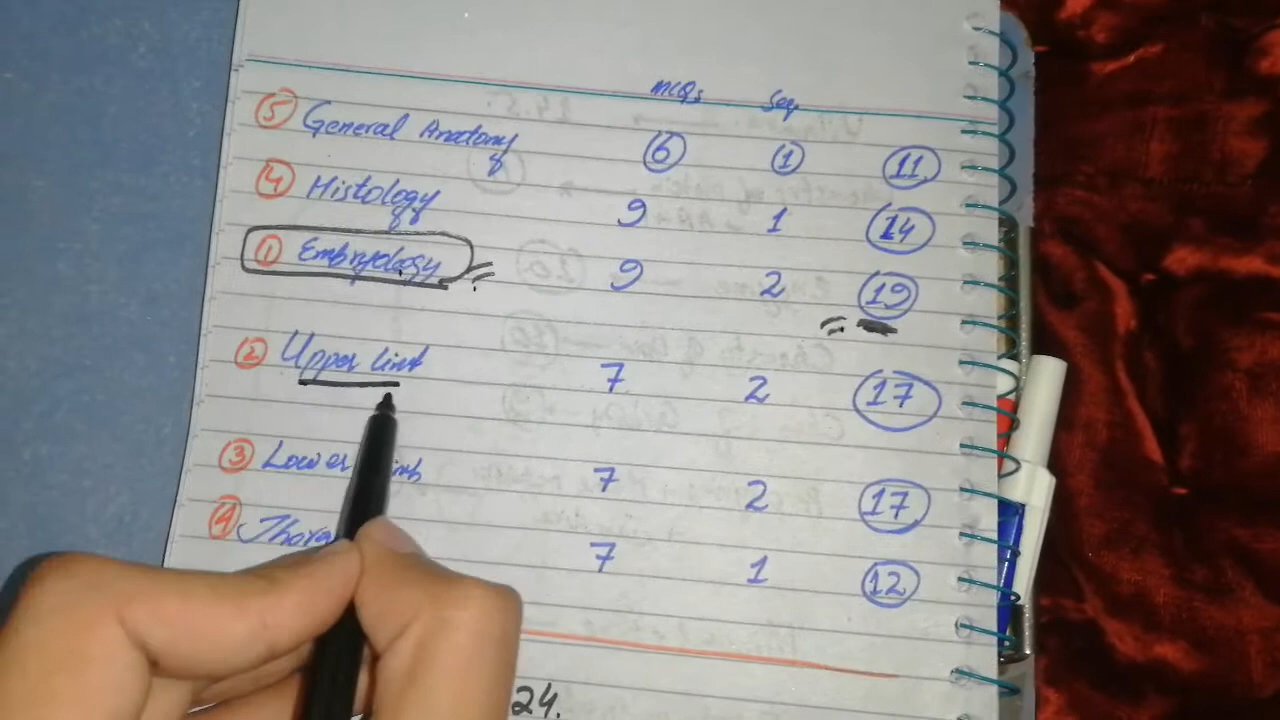 MCQs Seq
⑤ General Anatomy 6 1 11
④ Histology 9 1 14
① Embryology 9 2 19
② Upper limb 7 2 17
③ Lower 7 2 17
④ Thora 7 1 12
24.